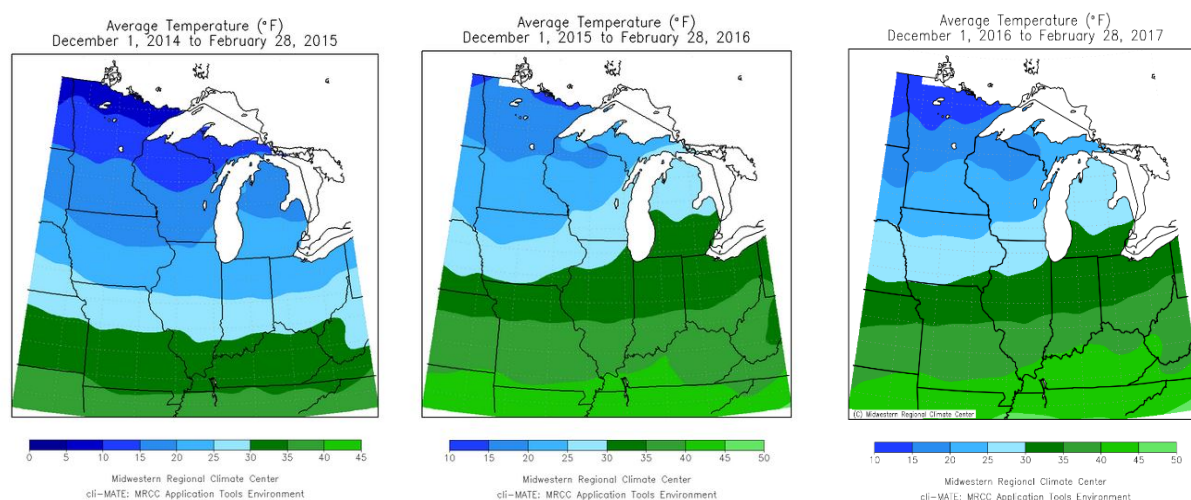 Average Temperature (°F)
December 1, 2014 to February 28, 2015
0 5 10 15 20 25 30 35 40 45
Midwestern Regional Climate Center
cli-MATE: MRCC Application Tools Environment
Average Temperature (°F)
December 1, 2015 to February 28, 2016
10 15 20 25 30 35 40 45 50
Midwestern Regional Climate Center
cli-MATE: MRCC Application Tools Environment
Average Temperature (°F)
December 1, 2016 to February 28, 2017
(C) Midwestern Regional Climate Center
10 15 20 25 30 35 40 45 50
Midwestern Regional Climate Center
cli-MATE: MRCC Application Tools Environment